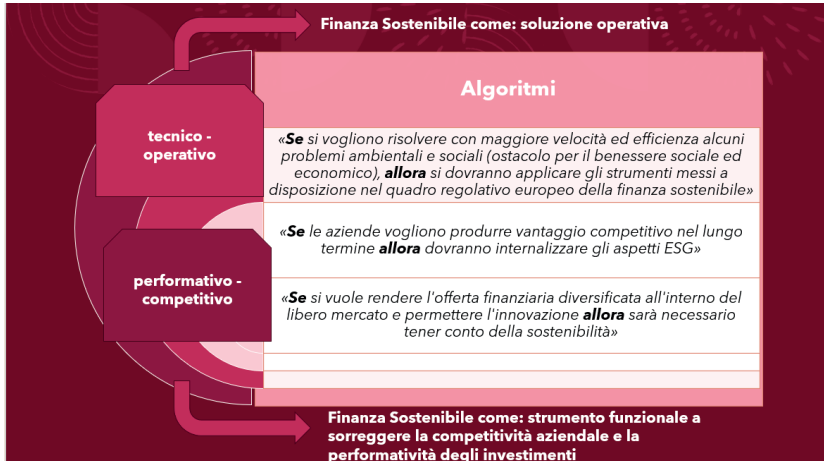 Finanza Sostenibile come: soluzione operativa
Algoritmi
tecnico -
operativo
«Se si vogliono risolvere con maggiore velocità ed efficienza alcuni
problemi ambientali e sociali (ostacolo per il benessere sociale ed
economico), allora si dovranno applicare gli strumenti messi a
disposizione nel quadro regolativo europeo della finanza sostenibile»
performativo -
competitivo
«Se le aziende vogliono produrre vantaggio competitivo nel lungo
termine allora dovranno internalizzare gli aspetti ESG»
«Se si vuole rendere l'offerta finanziaria diversificata all'interno del
libero mercato e permettere l'innovazione allora sarà necessario
tener conto della sostenibilità»
Finanza Sostenibile come: strumento funzionale a
sorreggere la competitività aziendale e la
performatività degli investimenti